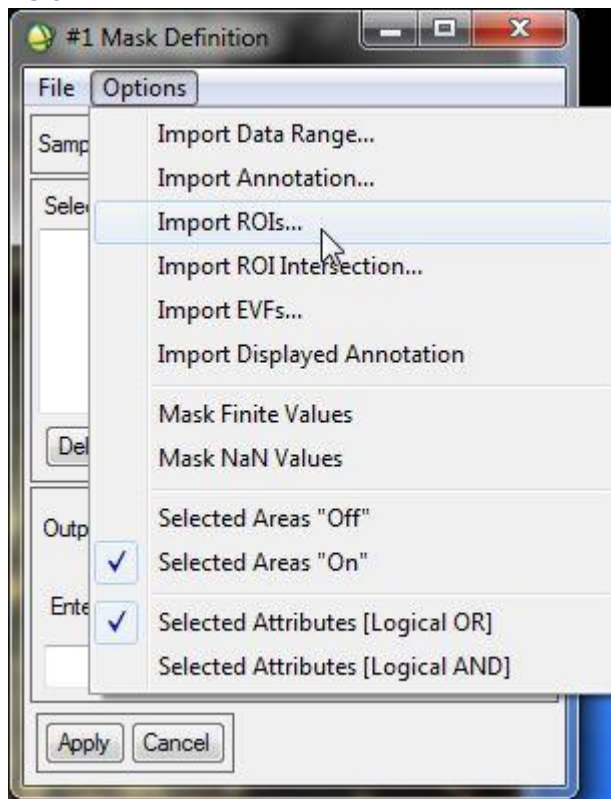 #1 Mask Definition
File Options
Samp
Import Data Range...
Import Annotation...
Selec
Import ROIs...
Import ROI Intersection...
Import EVFs...
Import Displayed Annotation
Mask Finite Values
Del
Mask NaN Values
Outp
Selected Areas "Off"
Selected Areas "On"
Ente
Selected Attributes [Logical OR]
Selected Attributes [Logical AND]
Apply Cancel